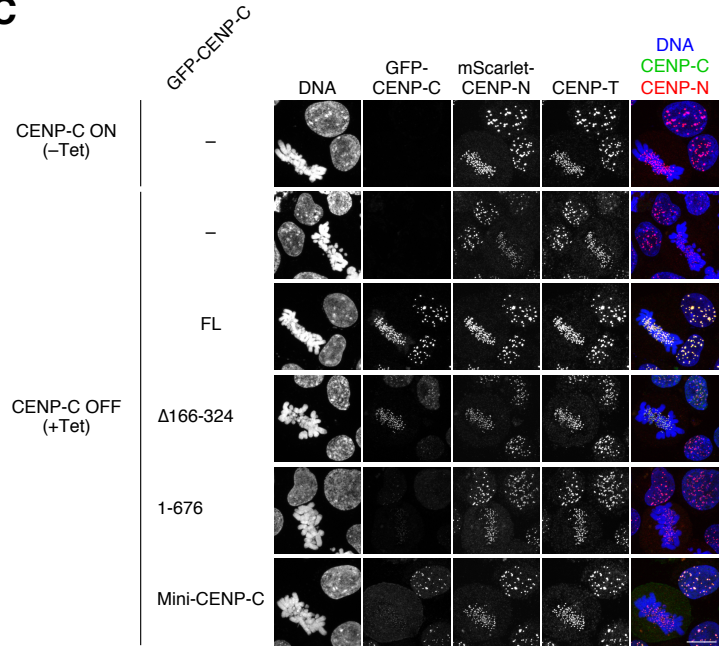 C
GFP-CENP-C
DNA
GFP-
CENP-C
mScarlet-
CENP-N
CENP-T
DNA
CENP-C
CENP-N
CENP-C ON
(–Tet)
–
CENP-C OFF
(+Tet)
–
FL
Δ166-324
1-676
Mini-CENP-C